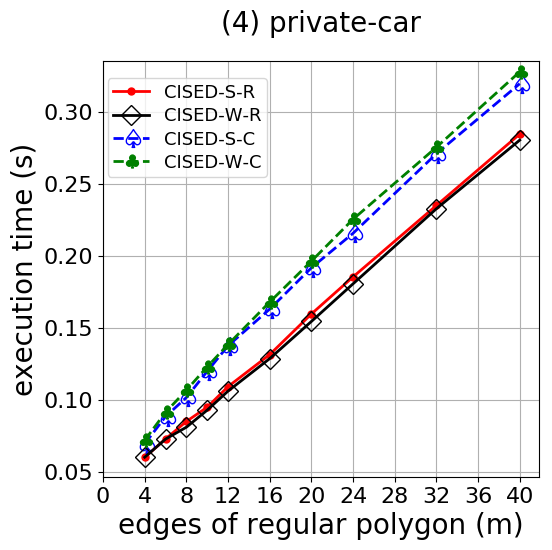 (4) private-car
CISED-S-R
CISED-W-R
CISED-S-C
CISED-W-C
execution time (s)
0.30
0.25
0.20
0.15
0.10
0.05
0 4 8 12 16 20 24 28 32 36 40
edges of regular polygon (m)